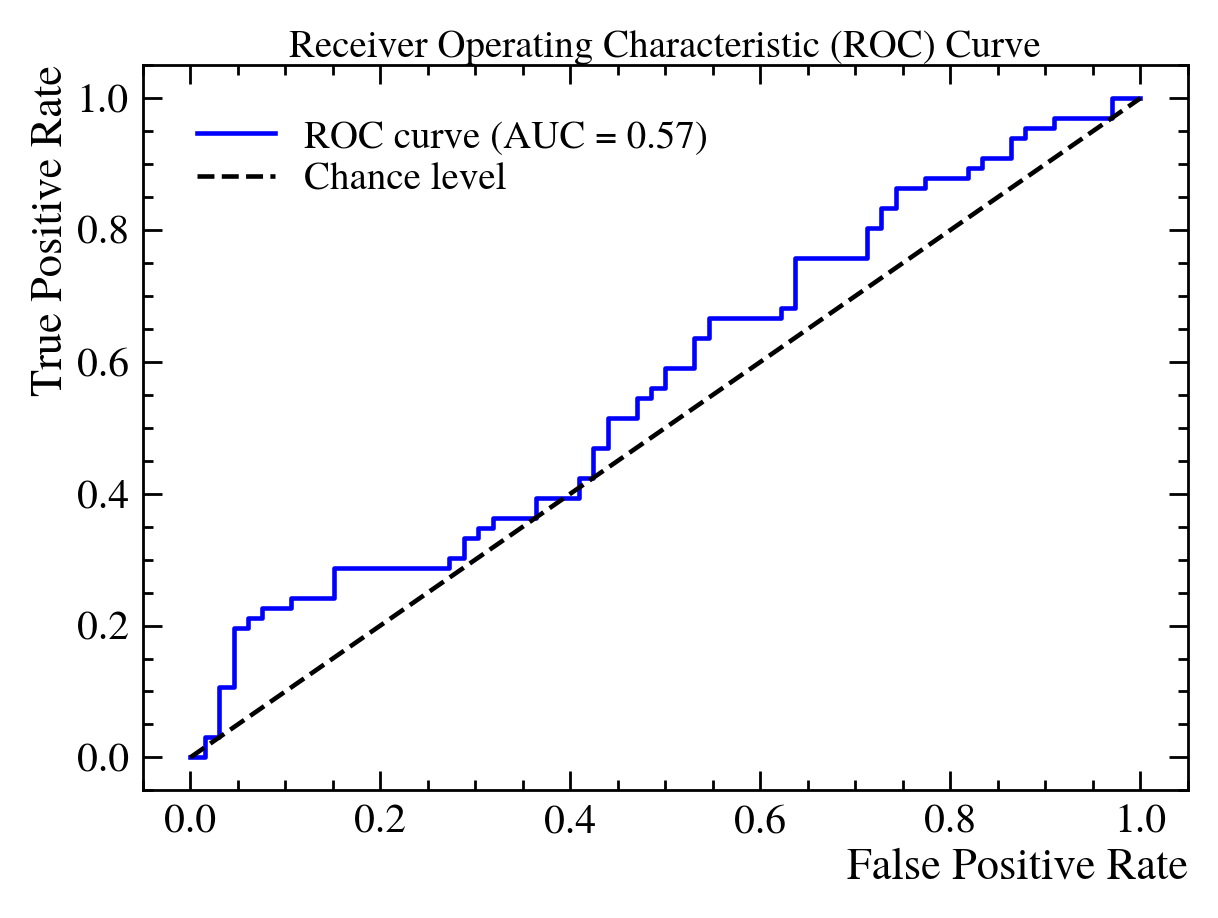 Receiver Operating Characteristic (ROC) Curve
True Positive Rate
1.0
0.8
0.6
0.4
0.2
0.0
ROC curve (AUC = 0.57)
Chance level
0.0 0.2 0.4 0.6 0.8 1.0
False Positive Rate